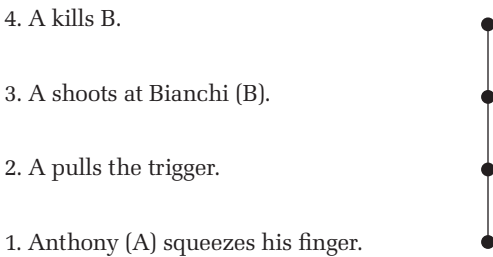 4. A kills B.
3. A shoots at Bianchi (B).
2. A pulls the trigger.
1. Anthony (A) squeezes his finger.